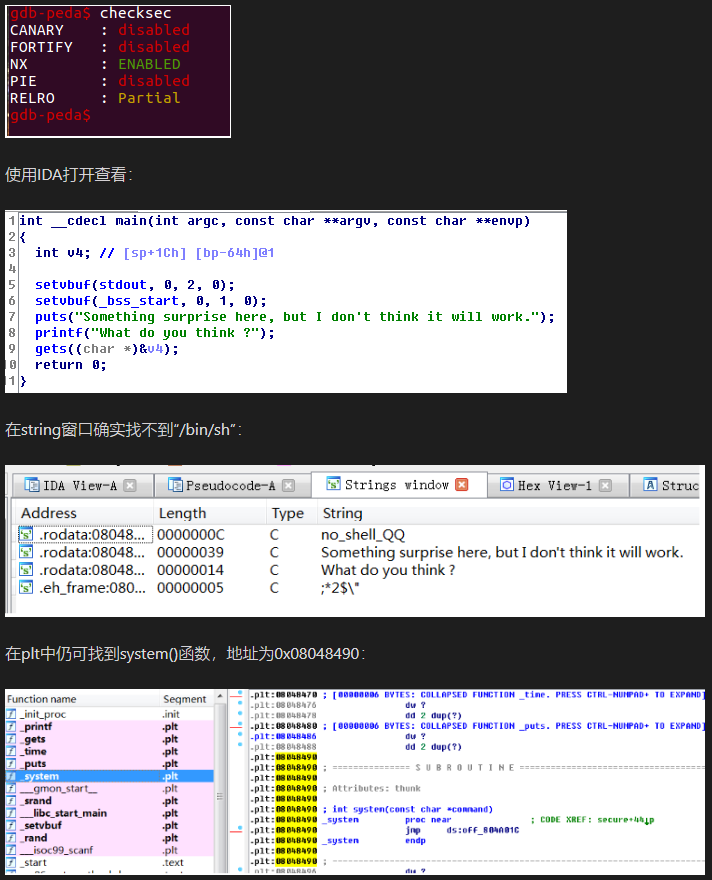 gdb-peda$ checksec
CANARY    : disabled
FORTIFY   : disabled
NX        : ENABLED
PIE       : disabled
RELRO     : Partial
gdb-peda$
使用IDA打开查看：
1 int __cdecl main(int argc, const char **argv, const char **envp)
2 {
3   int v4; // [sp+1Ch] [bp-64h]@1
4
5   setvbuf(stdout, 0, 2, 0);
6   setvbuf(_bss_start, 0, 1, 0);
7   puts("Something surprise here, but I don't think it will work.");
8   printf("What do you think ?");
9   gets((char *)&v4);
0   return 0;
1 }
在string窗口确实找不到“/bin/sh”：
IDA View-A Pseudocode-A Strings window Hex View-1 Struc
Address Length Type String
.rodata:08048... 0000000C C no_shell_QQ
.rodata:08048... 00000039 C Something surprise here, but I don't think it will work.
.rodata:08048... 00000014 C What do you think ?
.eh_frame:080... 00000005 C ;*2$\"
在plt中仍可找到system()函数，地址为0x08048490：
Function name Segment
_init_proc .init
_printf .plt
_gets .plt
_time .plt
_puts .plt
_system .plt
___gmon_start__ .plt
_srand .plt
___libc_start_main .plt
_setvbuf .plt
_rand .plt
___isoc99_scanf .plt
_start .text
.plt:08048470 ; [00000006 BYTES: COLLAPSED FUNCTION _time. PRESS CTRL-NUMPAD+ TO EXPAND]
.plt:08048476 dw ?
.plt:08048478 dd 2 dup(?)
.plt:08048480 ; [00000006 BYTES: COLLAPSED FUNCTION _puts. PRESS CTRL-NUMPAD+ TO EXPAND]
.plt:08048486 dw ?
.plt:08048488 dd 2 dup(?)
.plt:08048490
.plt:08048490 ; =============== S U B R O U T I N E =======================================
.plt:08048490
.plt:08048490 ; Attributes: thunk
.plt:08048490
.plt:08048490 ; int system(const char *command)
.plt:08048490 _system proc near ; CODE XREF: secure+44↓p
.plt:08048490 jmp ds:off_804A01C
.plt:08048490 _system endp
.plt:08048490
.plt:08048490 ; ---------------------------------------------------------------------------
.plt:08048496 dw ?